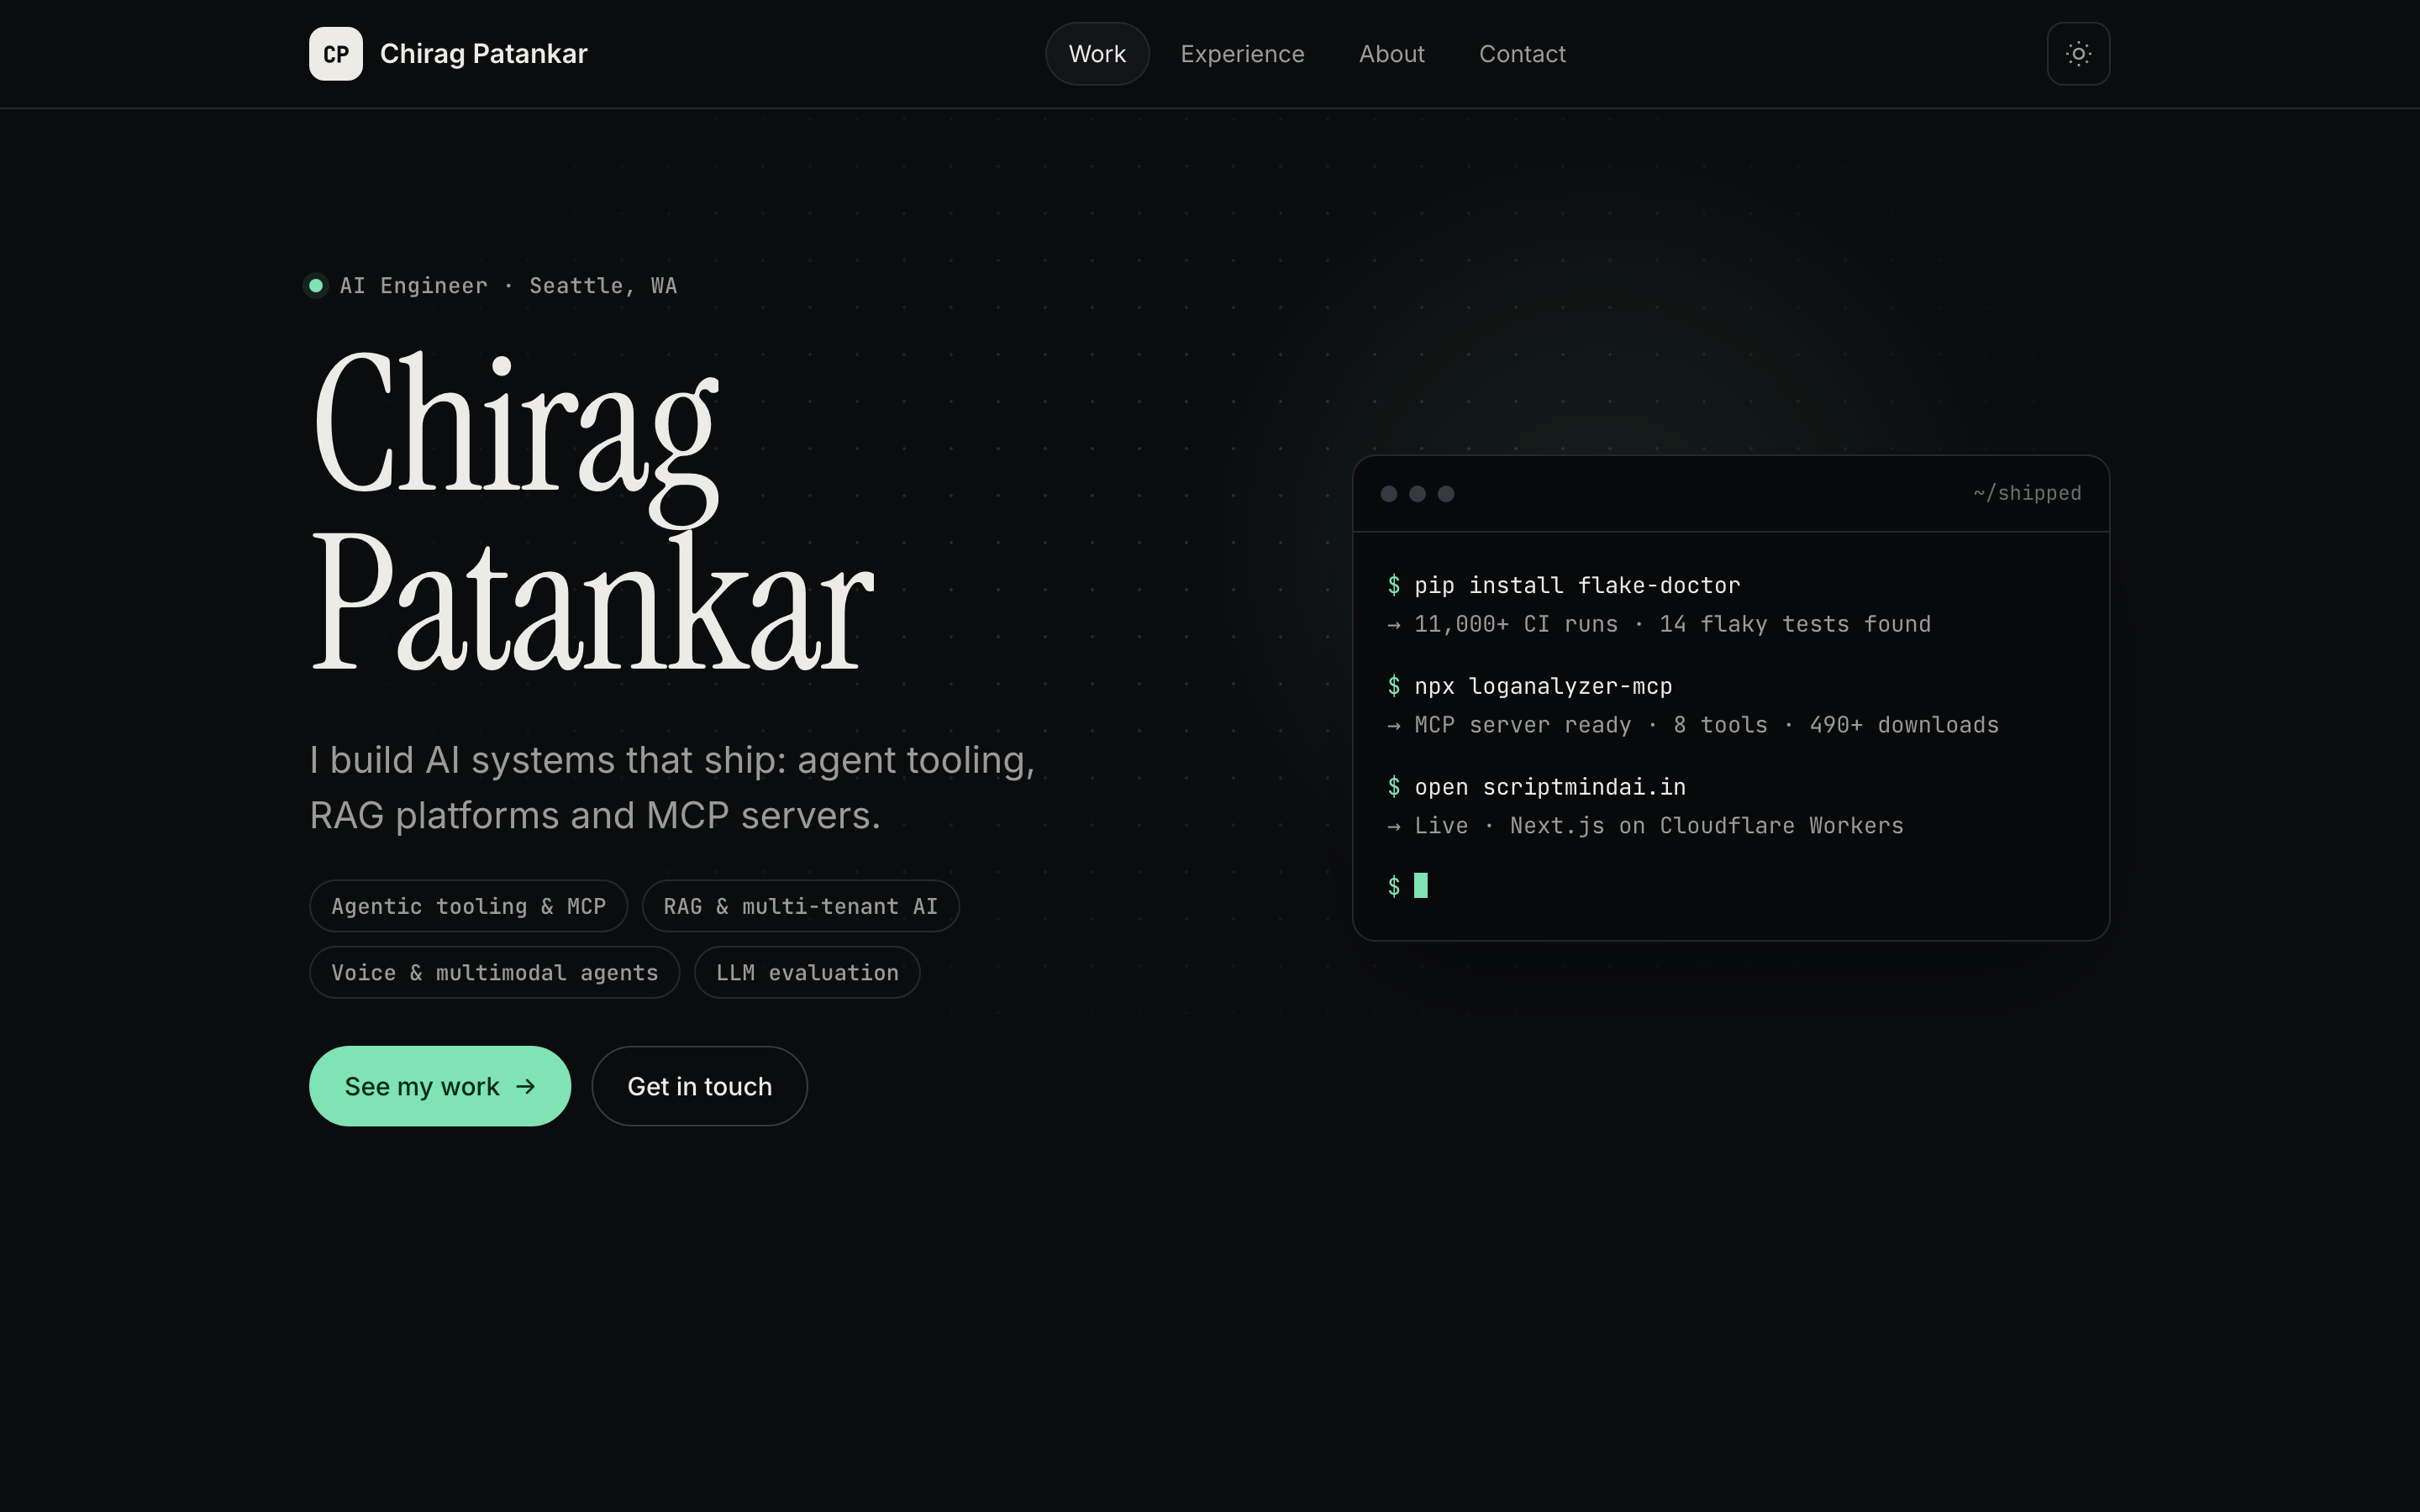 CP Chirag Patankar
Work Experience About Contact
AI Engineer · Seattle, WA
Chirag
Patankar
I build AI systems that ship: agent tooling,
RAG platforms and MCP servers.
Agentic tooling & MCP
RAG & multi-tenant AI
Voice & multimodal agents
LLM evaluation
See my work →
Get in touch
~/shipped
$ pip install flake-doctor
→ 11,000+ CI runs · 14 flaky tests found
$ npx loganalyzer-mcp
→ MCP server ready · 8 tools · 490+ downloads
$ open scriptmindai.in
→ Live · Next.js on Cloudflare Workers
$